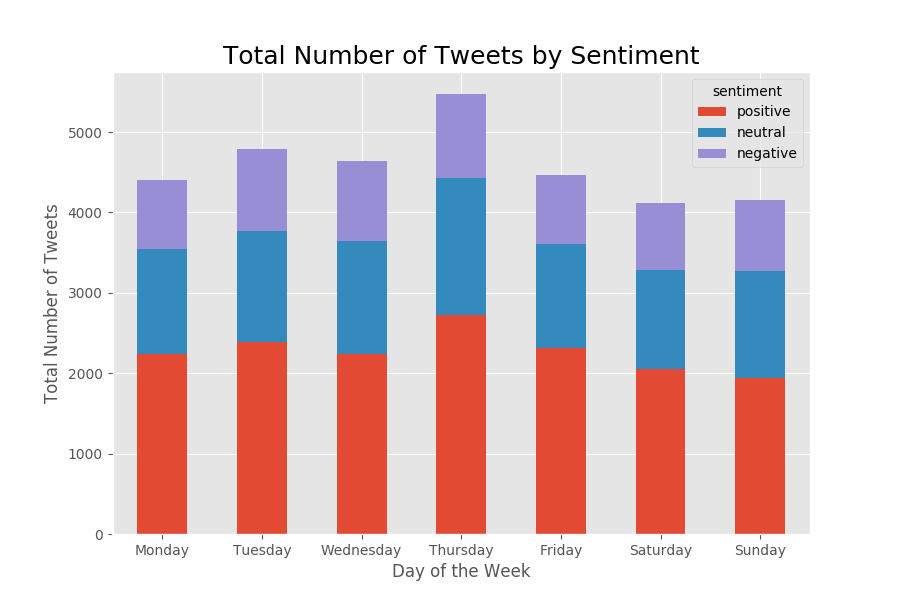 Total Number of Tweets by Sentiment
sentiment
positive
neutral
negative
Total Number of Tweets
5000
4000
3000
2000
1000
0
Monday Tuesday Wednesday Thursday Friday Saturday Sunday
Day of the Week